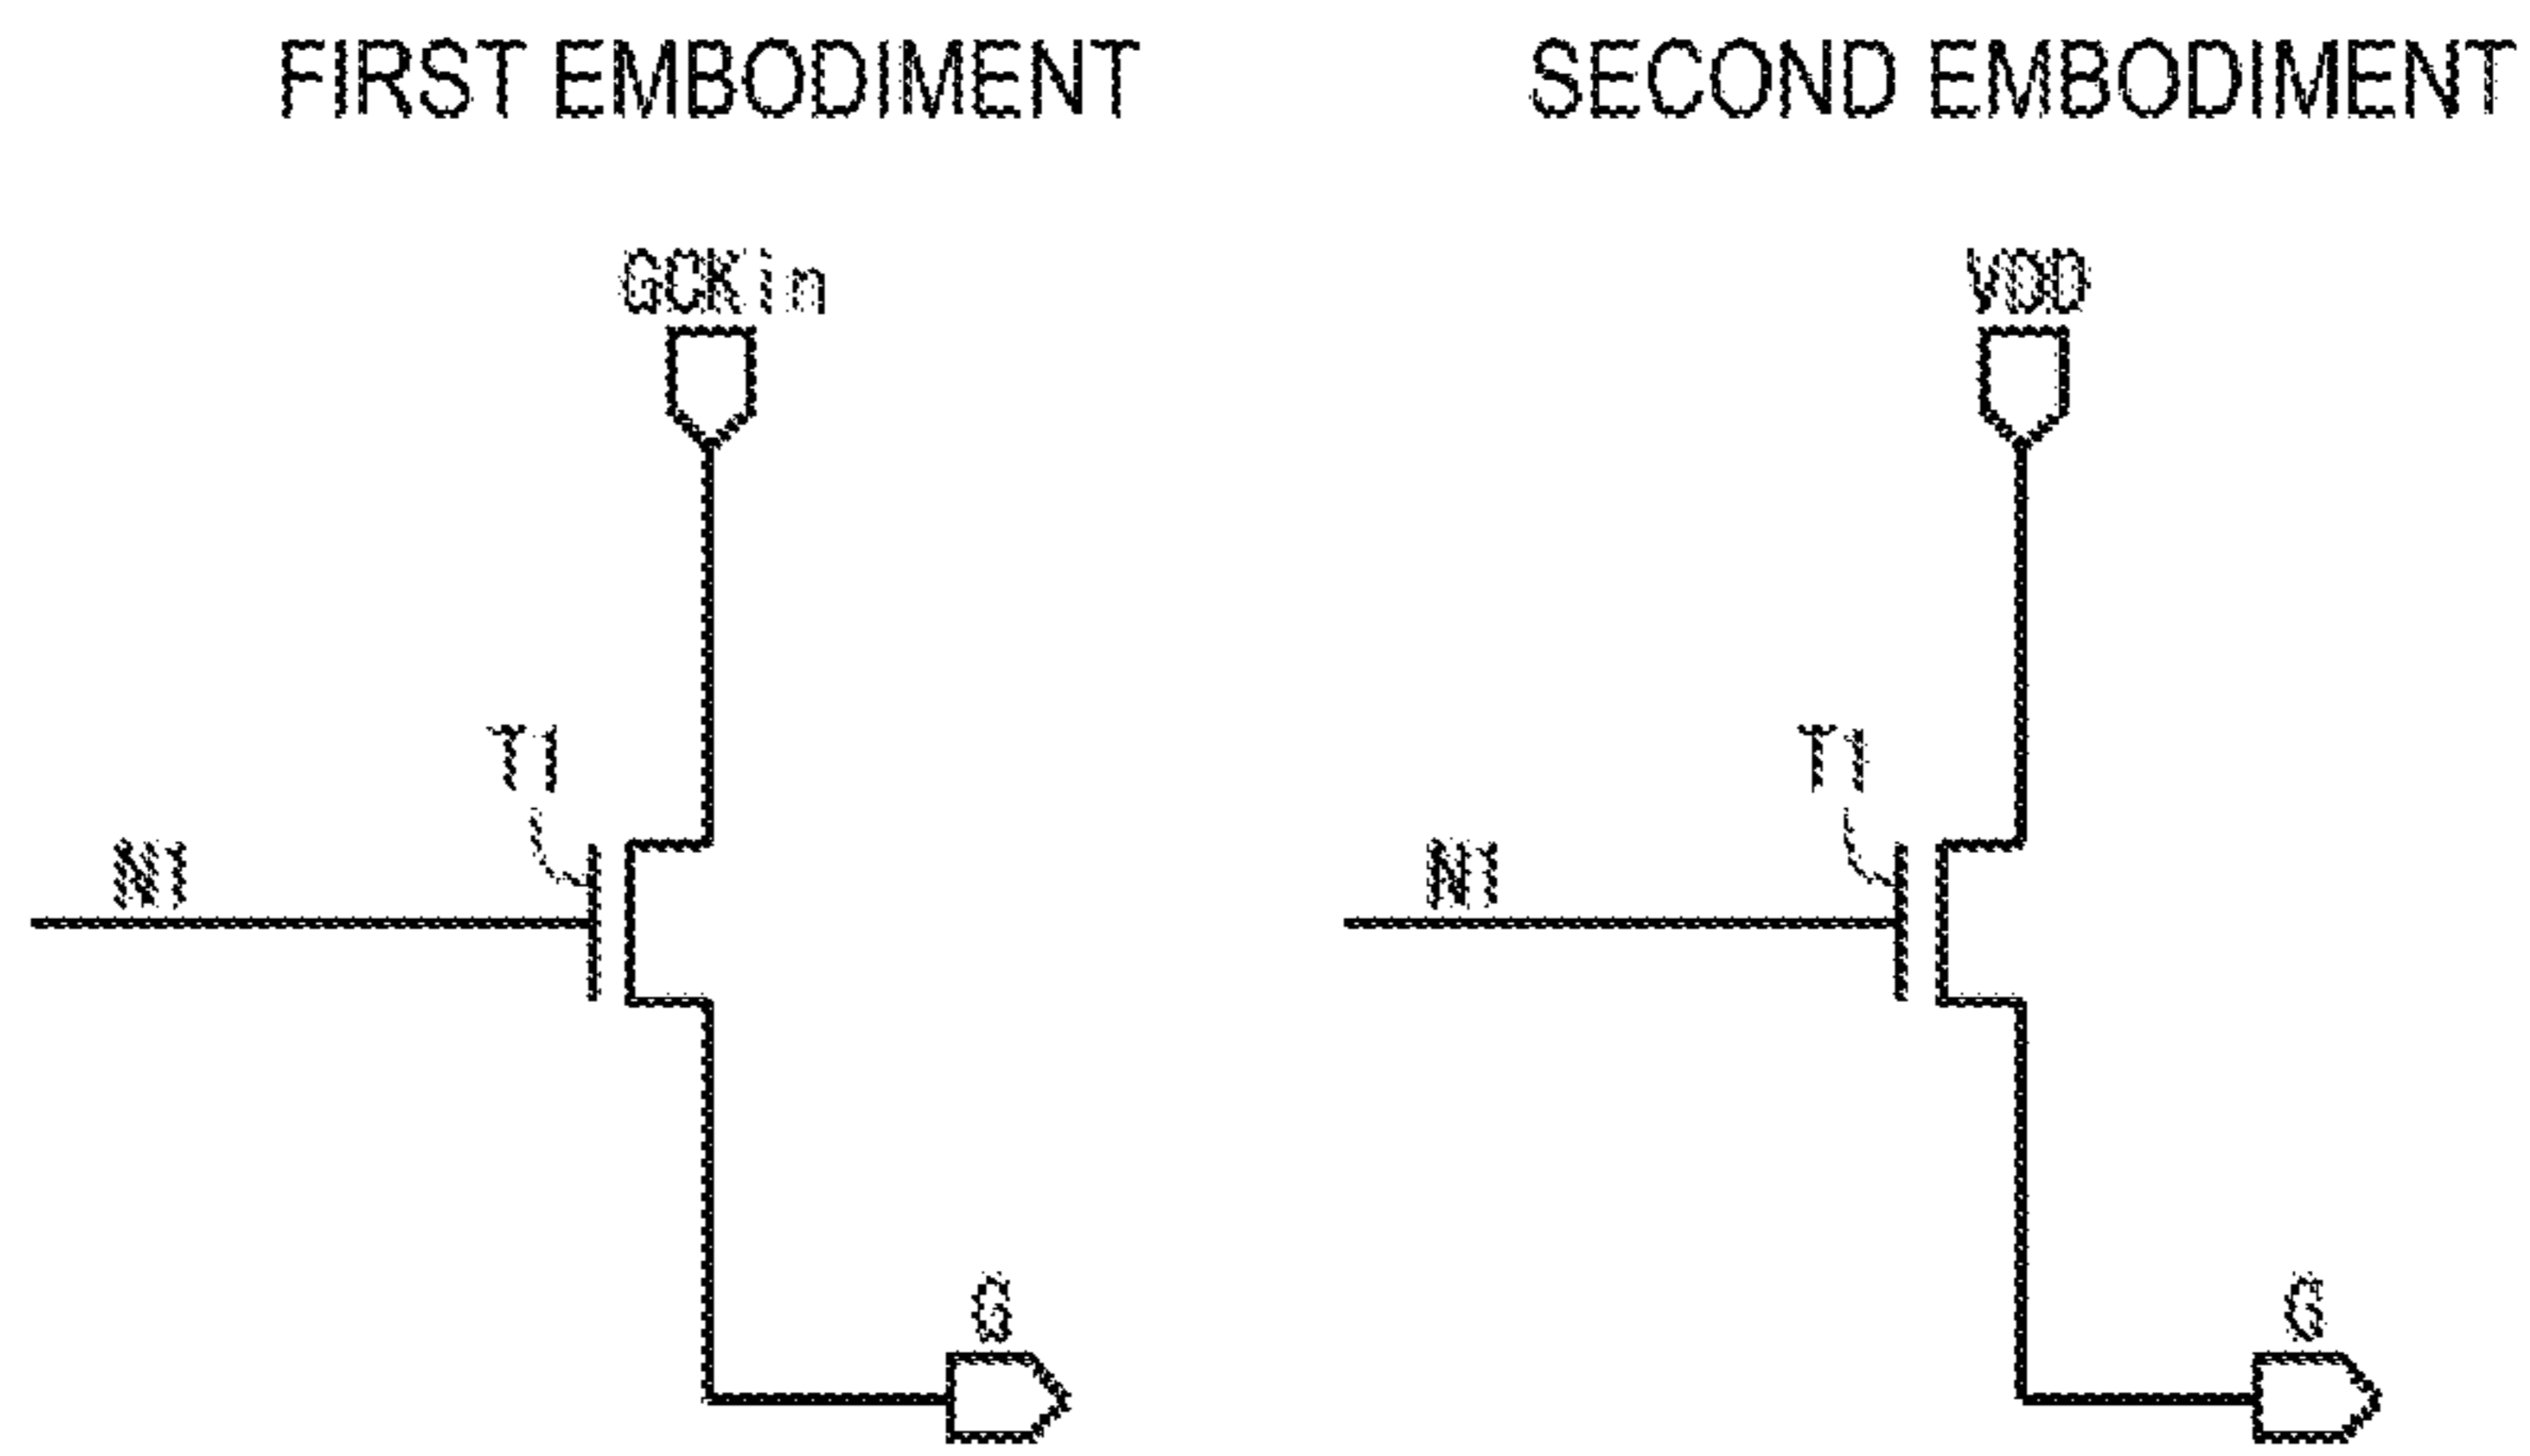 FIRST EMBODIMENT
GCKin
T1
N1
G
SECOND EMBODIMENT
VDD
T1
N1
G